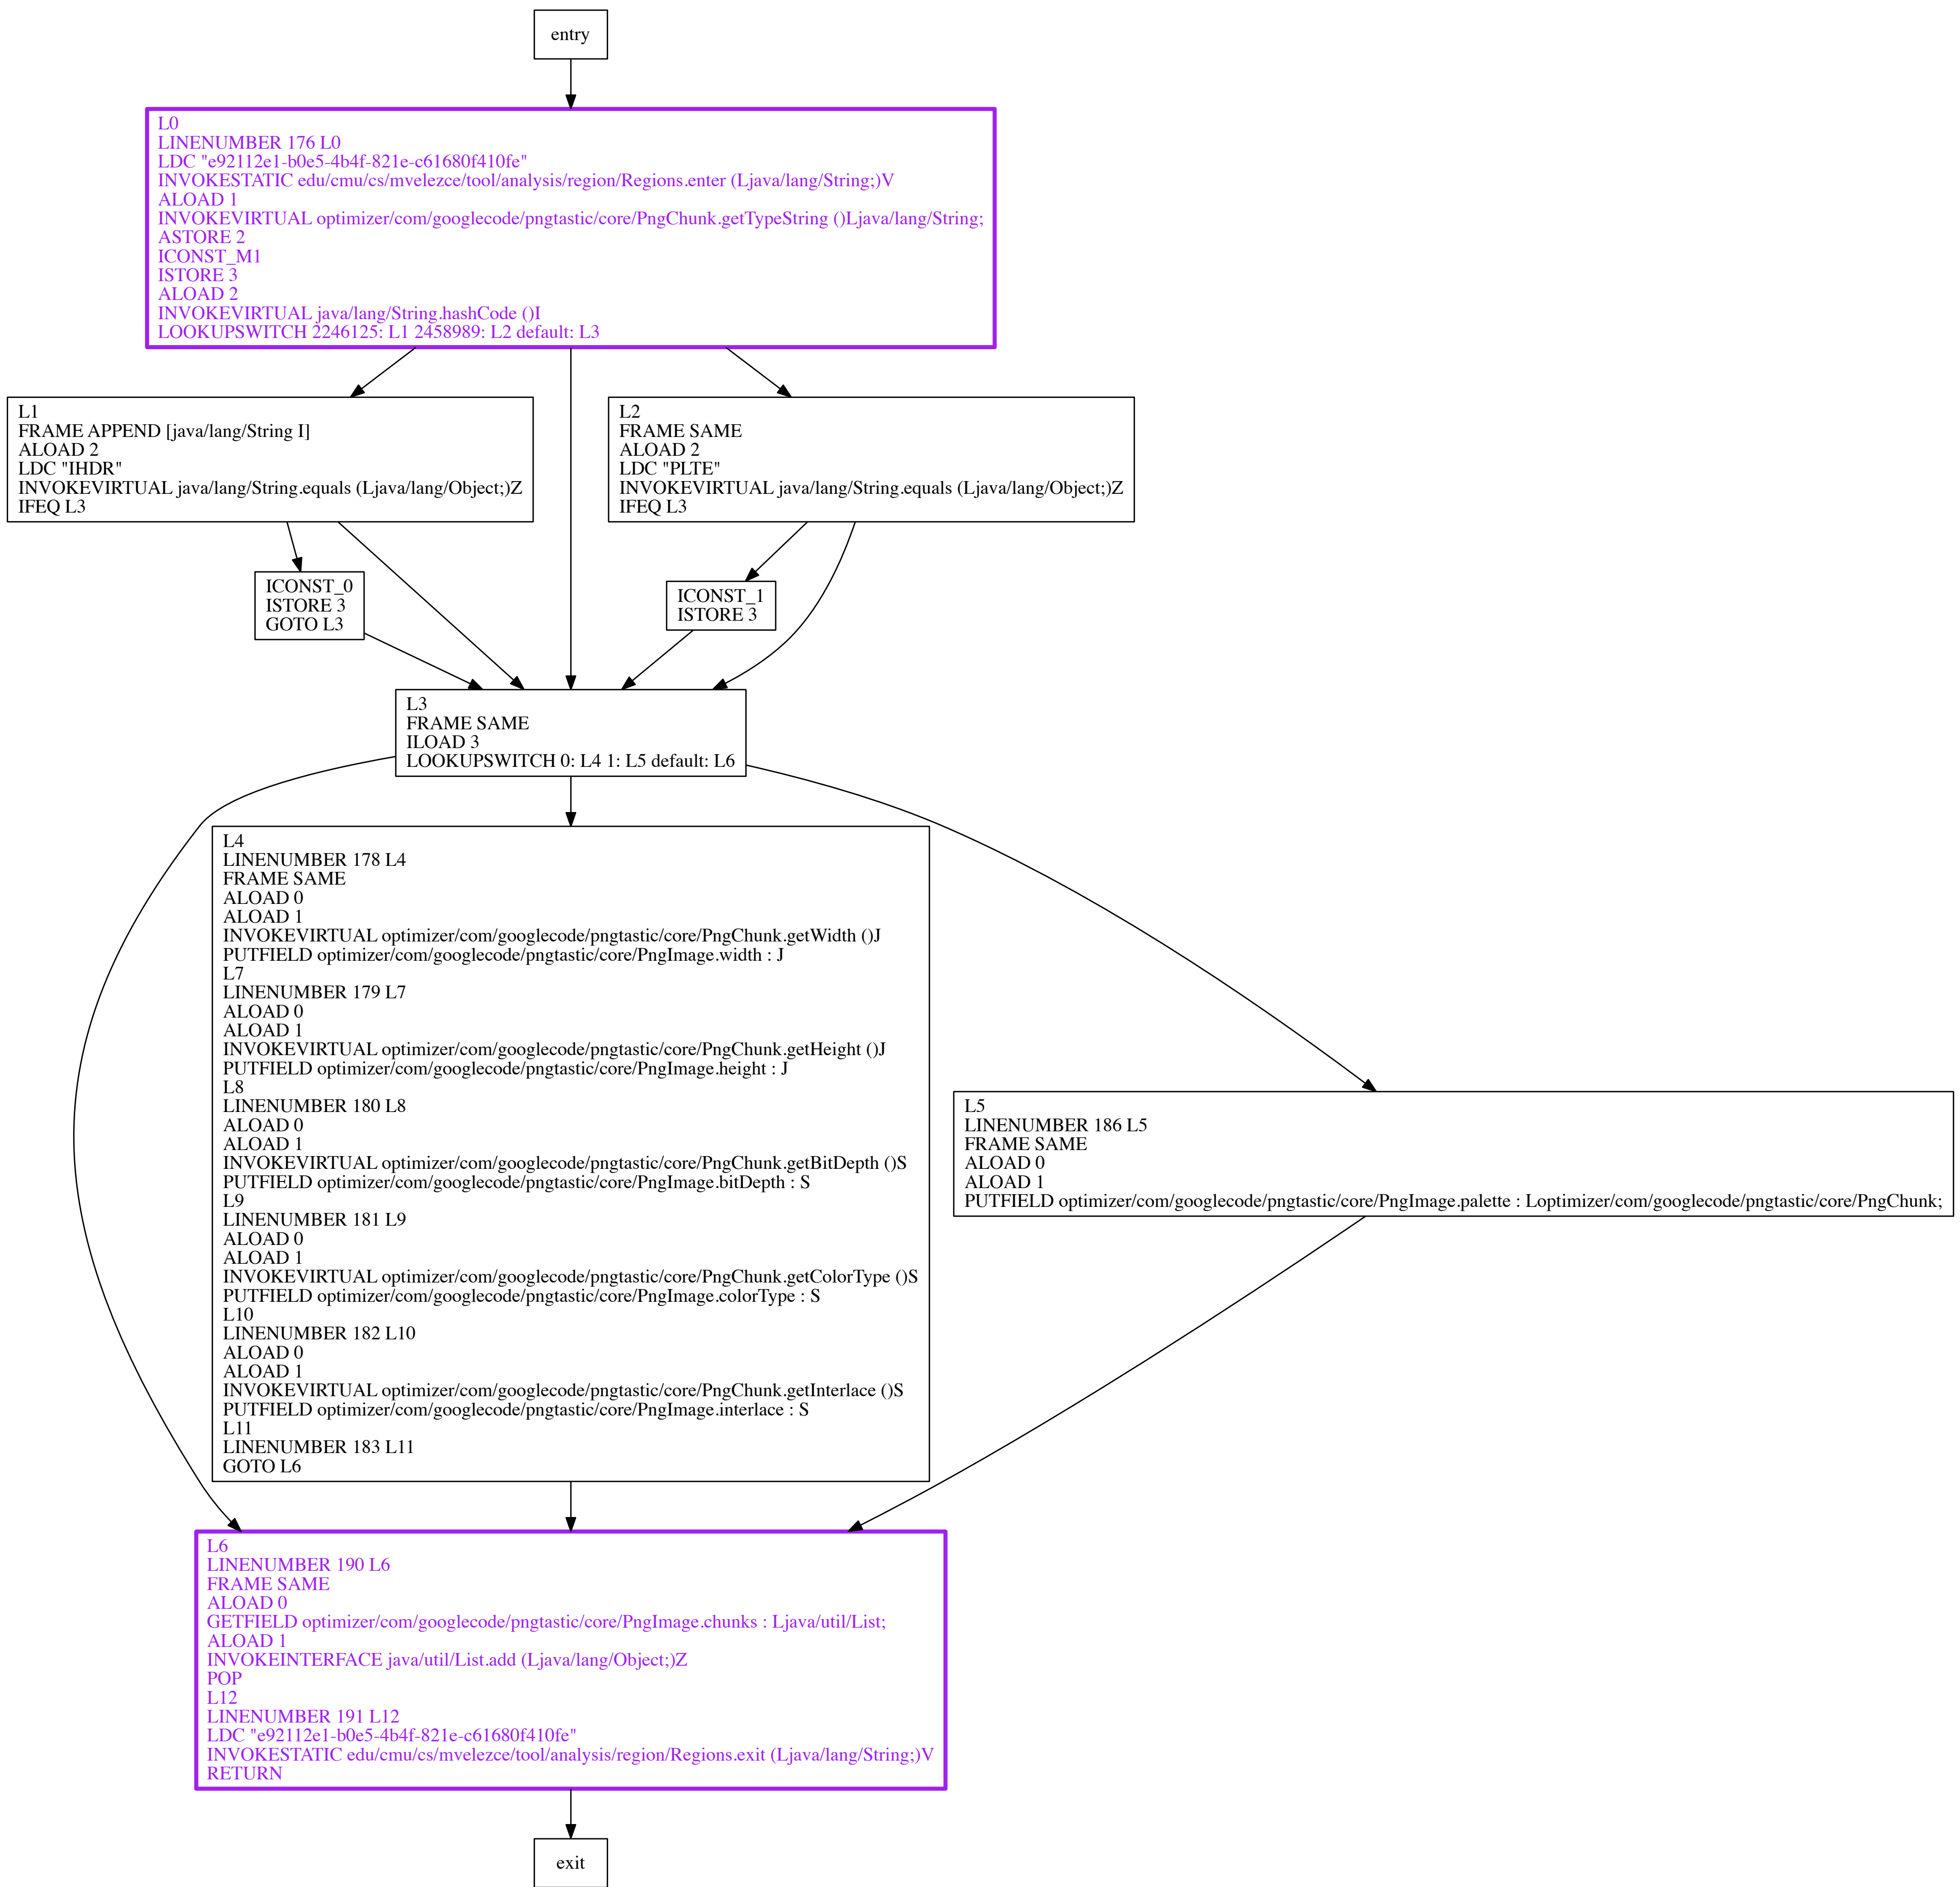 entry
L0
LINENUMBER 176 L0
LDC "e92112e1-b0e5-4b4f-821e-c61680f410fe"
INVOKESTATIC edu/cmu/cs/mvelezce/tool/analysis/region/Regions.enter (Ljava/lang/String;)V
ALOAD 1
INVOKEVIRTUAL optimizer/com/googlecode/pngtastic/core/PngChunk.getTypeString ()Ljava/lang/String;
ASTORE 2
ICONST_M1
ISTORE 3
ALOAD 2
INVOKEVIRTUAL java/lang/String.hashCode ()I
LOOKUPSWITCH 2246125: L1 2458989: L2 default: L3
L1
FRAME APPEND [java/lang/String I]
ALOAD 2
LDC "IHDR"
INVOKEVIRTUAL java/lang/String.equals (Ljava/lang/Object;)Z
IFEQ L3
L2
FRAME SAME
ALOAD 2
LDC "PLTE"
INVOKEVIRTUAL java/lang/String.equals (Ljava/lang/Object;)Z
IFEQ L3
ICONST_0
ISTORE 3
GOTO L3
ICONST_1
ISTORE 3
L3
FRAME SAME
ILOAD 3
LOOKUPSWITCH 0: L4 1: L5 default: L6
L4
LINENUMBER 178 L4
FRAME SAME
ALOAD 0
ALOAD 1
INVOKEVIRTUAL optimizer/com/googlecode/pngtastic/core/PngChunk.getWidth ()J
PUTFIELD optimizer/com/googlecode/pngtastic/core/PngImage.width : J
L7
LINENUMBER 179 L7
ALOAD 0
ALOAD 1
INVOKEVIRTUAL optimizer/com/googlecode/pngtastic/core/PngChunk.getHeight ()J
PUTFIELD optimizer/com/googlecode/pngtastic/core/PngImage.height : J
L8
LINENUMBER 180 L8
ALOAD 0
ALOAD 1
INVOKEVIRTUAL optimizer/com/googlecode/pngtastic/core/PngChunk.getBitDepth ()S
PUTFIELD optimizer/com/googlecode/pngtastic/core/PngImage.bitDepth : S
L9
LINENUMBER 181 L9
ALOAD 0
ALOAD 1
INVOKEVIRTUAL optimizer/com/googlecode/pngtastic/core/PngChunk.getColorType ()S
PUTFIELD optimizer/com/googlecode/pngtastic/core/PngImage.colorType : S
L10
LINENUMBER 182 L10
ALOAD 0
ALOAD 1
INVOKEVIRTUAL optimizer/com/googlecode/pngtastic/core/PngChunk.getInterlace ()S
PUTFIELD optimizer/com/googlecode/pngtastic/core/PngImage.interlace : S
L11
LINENUMBER 183 L11
GOTO L6
L5
LINENUMBER 186 L5
FRAME SAME
ALOAD 0
ALOAD 1
PUTFIELD optimizer/com/googlecode/pngtastic/core/PngImage.palette : Loptimizer/com/googlecode/pngtastic/core/PngChunk;
L6
LINENUMBER 190 L6
FRAME SAME
ALOAD 0
GETFIELD optimizer/com/googlecode/pngtastic/core/PngImage.chunks : Ljava/util/List;
ALOAD 1
INVOKEINTERFACE java/util/List.add (Ljava/lang/Object;)Z
POP
L12
LINENUMBER 191 L12
LDC "e92112e1-b0e5-4b4f-821e-c61680f410fe"
INVOKESTATIC edu/cmu/cs/mvelezce/tool/analysis/region/Regions.exit (Ljava/lang/String;)V
RETURN
exit